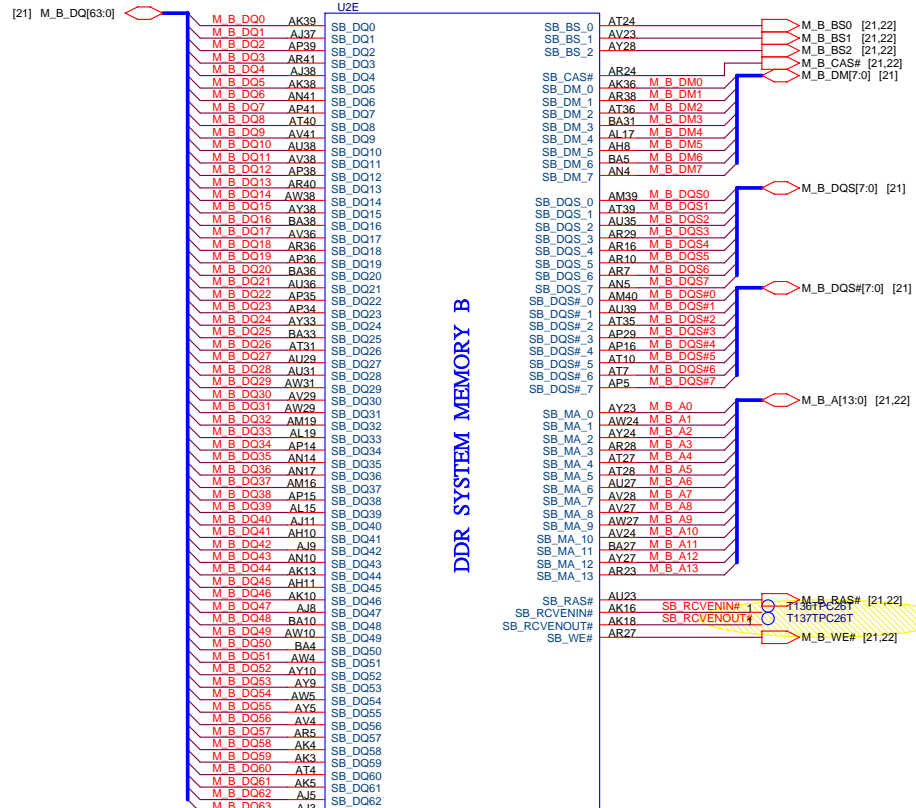 [21] M_B_DQ[63:0]
U2E
M_B_DQ0 AK39 SB_DQ0
M_B_DQ1 AJ37 SB_DQ1
M_B_DQ2 AP39 SB_DQ2
M_B_DQ3 AR41 SB_DQ3
M_B_DQ4 AJ38 SB_DQ4
M_B_DQ5 AK38 SB_DQ5
M_B_DQ6 AN41 SB_DQ6
M_B_DQ7 AP41 SB_DQ7
M_B_DQ8 AT40 SB_DQ8
M_B_DQ9 AV41 SB_DQ9
M_B_DQ10 AU38 SB_DQ10
M_B_DQ11 AV38 SB_DQ11
M_B_DQ12 AP38 SB_DQ12
M_B_DQ13 AR40 SB_DQ13
M_B_DQ14 AW38 SB_DQ14
M_B_DQ15 AY38 SB_DQ15
M_B_DQ16 BA38 SB_DQ16
M_B_DQ17 AV36 SB_DQ17
M_B_DQ18 AR36 SB_DQ18
M_B_DQ19 AP36 SB_DQ19
M_B_DQ20 BA36 SB_DQ20
M_B_DQ21 AU36 SB_DQ21
M_B_DQ22 AP35 SB_DQ22
M_B_DQ23 AP34 SB_DQ23
M_B_DQ24 AY33 SB_DQ24
M_B_DQ25 BA33 SB_DQ25
M_B_DQ26 AT31 SB_DQ26
M_B_DQ27 AU29 SB_DQ27
M_B_DQ28 AU31 SB_DQ28
M_B_DQ29 AW31 SB_DQ29
M_B_DQ30 AV29 SB_DQ30
M_B_DQ31 AW29 SB_DQ31
M_B_DQ32 AM19 SB_DQ32
M_B_DQ33 AL19 SB_DQ33
M_B_DQ34 AP14 SB_DQ34
M_B_DQ35 AN14 SB_DQ35
M_B_DQ36 AN17 SB_DQ36
M_B_DQ37 AM16 SB_DQ37
M_B_DQ38 AP15 SB_DQ38
M_B_DQ39 AL15 SB_DQ39
M_B_DQ40 AJ11 SB_DQ40
M_B_DQ41 AH10 SB_DQ41
M_B_DQ42 AJ9 SB_DQ42
M_B_DQ43 AN10 SB_DQ43
M_B_DQ44 AK13 SB_DQ44
M_B_DQ45 AH11 SB_DQ45
M_B_DQ46 AK10 SB_DQ46
M_B_DQ47 AJ8 SB_DQ47
M_B_DQ48 BA10 SB_DQ48
M_B_DQ49 AW10 SB_DQ49
M_B_DQ50 BA4 SB_DQ50
M_B_DQ51 AW4 SB_DQ51
M_B_DQ52 AY10 SB_DQ52
M_B_DQ53 AY9 SB_DQ53
M_B_DQ54 AW5 SB_DQ54
M_B_DQ55 AY5 SB_DQ55
M_B_DQ56 AV4 SB_DQ56
M_B_DQ57 AR5 SB_DQ57
M_B_DQ58 AK4 SB_DQ58
M_B_DQ59 AK3 SB_DQ59
M_B_DQ60 AT4 SB_DQ60
M_B_DQ61 AK5 SB_DQ61
M_B_DQ62 AJ5 SB_DQ62
M_B_DQ63 AJ3
DDR SYSTEM MEMORY B
SB_BS_0 AT24 M_B_BS0 [21,22]
SB_BS_1 AV23 M_B_BS1 [21,22]
SB_BS_2 AY28 M_B_BS2 [21,22]
SB_CAS# AR24 M_B_CAS# [21,22]
M_B_DM[7:0] [21]
SB_DM_0 AK36 M_B_DM0
SB_DM_1 AR38 M_B_DM1
SB_DM_2 AT36 M_B_DM2
SB_DM_3 BA31 M_B_DM3
SB_DM_4 AL17 M_B_DM4
SB_DM_5 AH8 M_B_DM5
SB_DM_6 BA5 M_B_DM6
SB_DM_7 AN4 M_B_DM7
M_B_DQS[7:0] [21]
SB_DQS_0 AM39 M_B_DQS0
SB_DQS_1 AT39 M_B_DQS1
SB_DQS_2 AU35 M_B_DQS2
SB_DQS_3 AR29 M_B_DQS3
SB_DQS_4 AR16 M_B_DQS4
SB_DQS_5 AR10 M_B_DQS5
SB_DQS_6 AR7 M_B_DQS6
SB_DQS_7 AN5 M_B_DQS7
M_B_DQS#[7:0] [21]
SB_DQS#_0 AM40 M_B_DQS#0
SB_DQS#_1 AU39 M_B_DQS#1
SB_DQS#_2 AT35 M_B_DQS#2
SB_DQS#_3 AP29 M_B_DQS#3
SB_DQS#_4 AP16 M_B_DQS#4
SB_DQS#_5 AT10 M_B_DQS#5
SB_DQS#_6 AT7 M_B_DQS#6
SB_DQS#_7 AP5 M_B_DQS#7
M_B_A[13:0] [21,22]
SB_MA_0 AY23 M_B_A0
SB_MA_1 AW24 M_B_A1
SB_MA_2 AY24 M_B_A2
SB_MA_3 AR28 M_B_A3
SB_MA_4 AT27 M_B_A4
SB_MA_5 AT28 M_B_A5
SB_MA_6 AU27 M_B_A6
SB_MA_7 AV28 M_B_A7
SB_MA_8 AV27 M_B_A8
SB_MA_9 AW27 M_B_A9
SB_MA_10 AV24 M_B_A10
SB_MA_11 BA27 M_B_A11
SB_MA_12 AY27 M_B_A12
SB_MA_13 AR23 M_B_A13
SB_RAS# AU23 M_B_RAS# [21,22]
SB_RCVENIN# AK16 SB_RCVENIN# 1 T136TPC26T
SB_RCVENOUT# AK18 SB_RCVENOUT# 1 T137TPC26T
SB_WE# AR27 M_B_WE# [21,22]